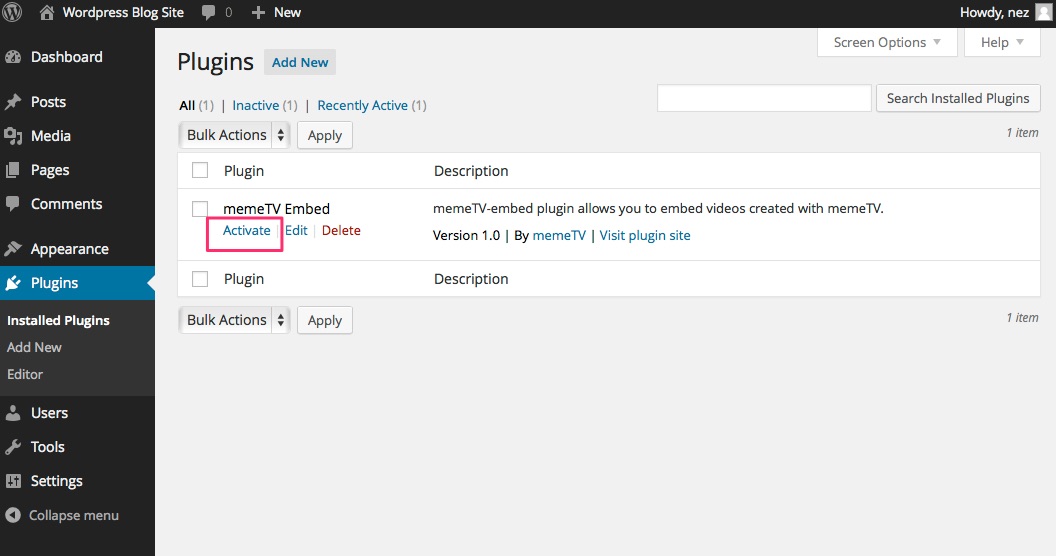 Wordpress Blog Site 0 New Howdy, nez
Dashboard
Posts
Media
Pages
Comments
Appearance
Plugins
Installed Plugins
Add New
Editor
Users
Tools
Settings
Collapse menu
Screen Options Help
Plugins Add New
All (1) | Inactive (1) | Recently Active (1)
Search Installed Plugins
Bulk Actions Apply
1 item
Plugin Description
memeTV Embed memeTV-embed plugin allows you to embed videos created with memeTV.
Activate | Edit | Delete Version 1.0 | By memeTV | Visit plugin site
Plugin Description
Bulk Actions Apply
1 item